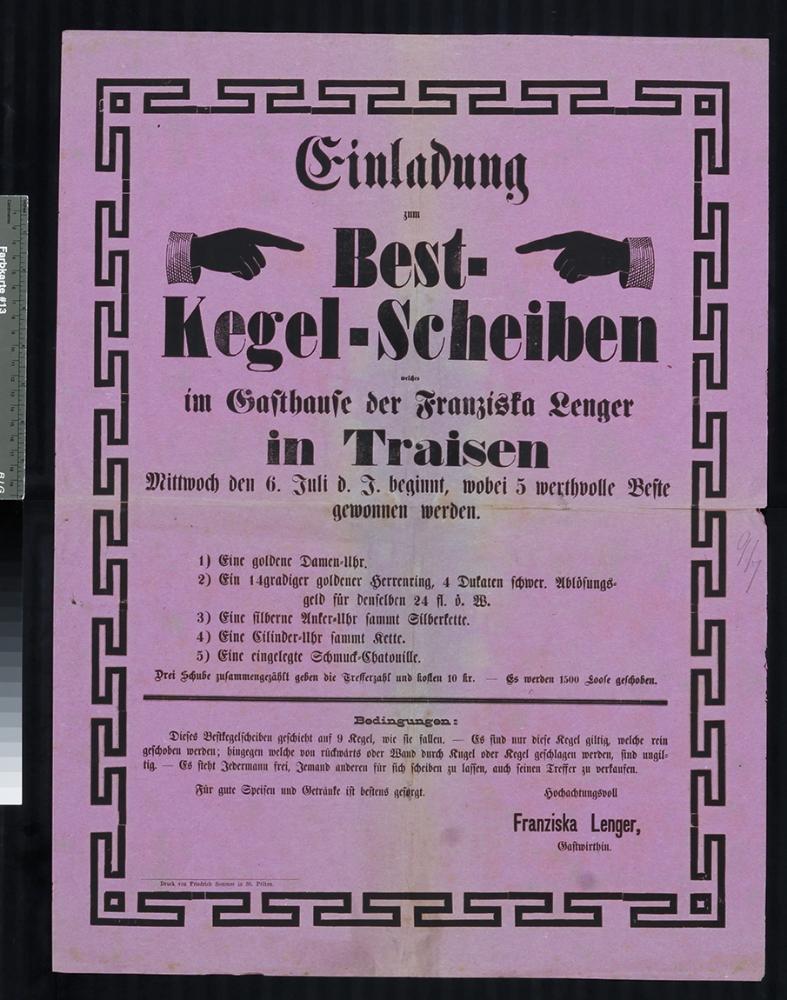 Einladung
zum
Best-
Kegel-Scheiben
welches
im Gasthause der Franziska Lenger
in Traisen
Mittwoch den 6. Juli d. J. beginnt, wobei 5 werthvolle Beste
gewonnen werden.
1) Eine goldene Damen-Uhr.
2) Ein 14gradiger goldener Herrenring, 4 Dukaten schwer. Ablösungs-
geld für denselben 24 fl. ö. W.
3) Eine silberne Anker-Uhr sammt Silberkette.
4) Eine Cilinder-Uhr sammt Kette.
5) Eine eingelegte Schmuck-Chatouille.
Drei Schube zusammengezählt geben die Trefferzahl und kosten 10 kr. — Es werden 1500 Loose geschoben.
Bedingungen:
Dieses Bestkegelscheiben geschieht auf 9 Kegel, wie sie fallen. — Es sind nur diese Kegel giltig, welche rein
geschoben werden; hingegen welche von rückwärts oder Wand durch Kugel oder Kegel geschlagen werden, sind ungil-
tig. — Es steht Jedermann frei, Jemand anderen für sich scheiben zu lassen, auch seinen Treffer zu verkaufen.
Für gute Speisen und Getränke ist bestens gesorgt.
Hochachtungsvoll
Franziska Lenger,
Gastwirthin.
Druck von Friedrich Sommer in St. Pölten.
9/7
Farbkarte #13
B.I.G.